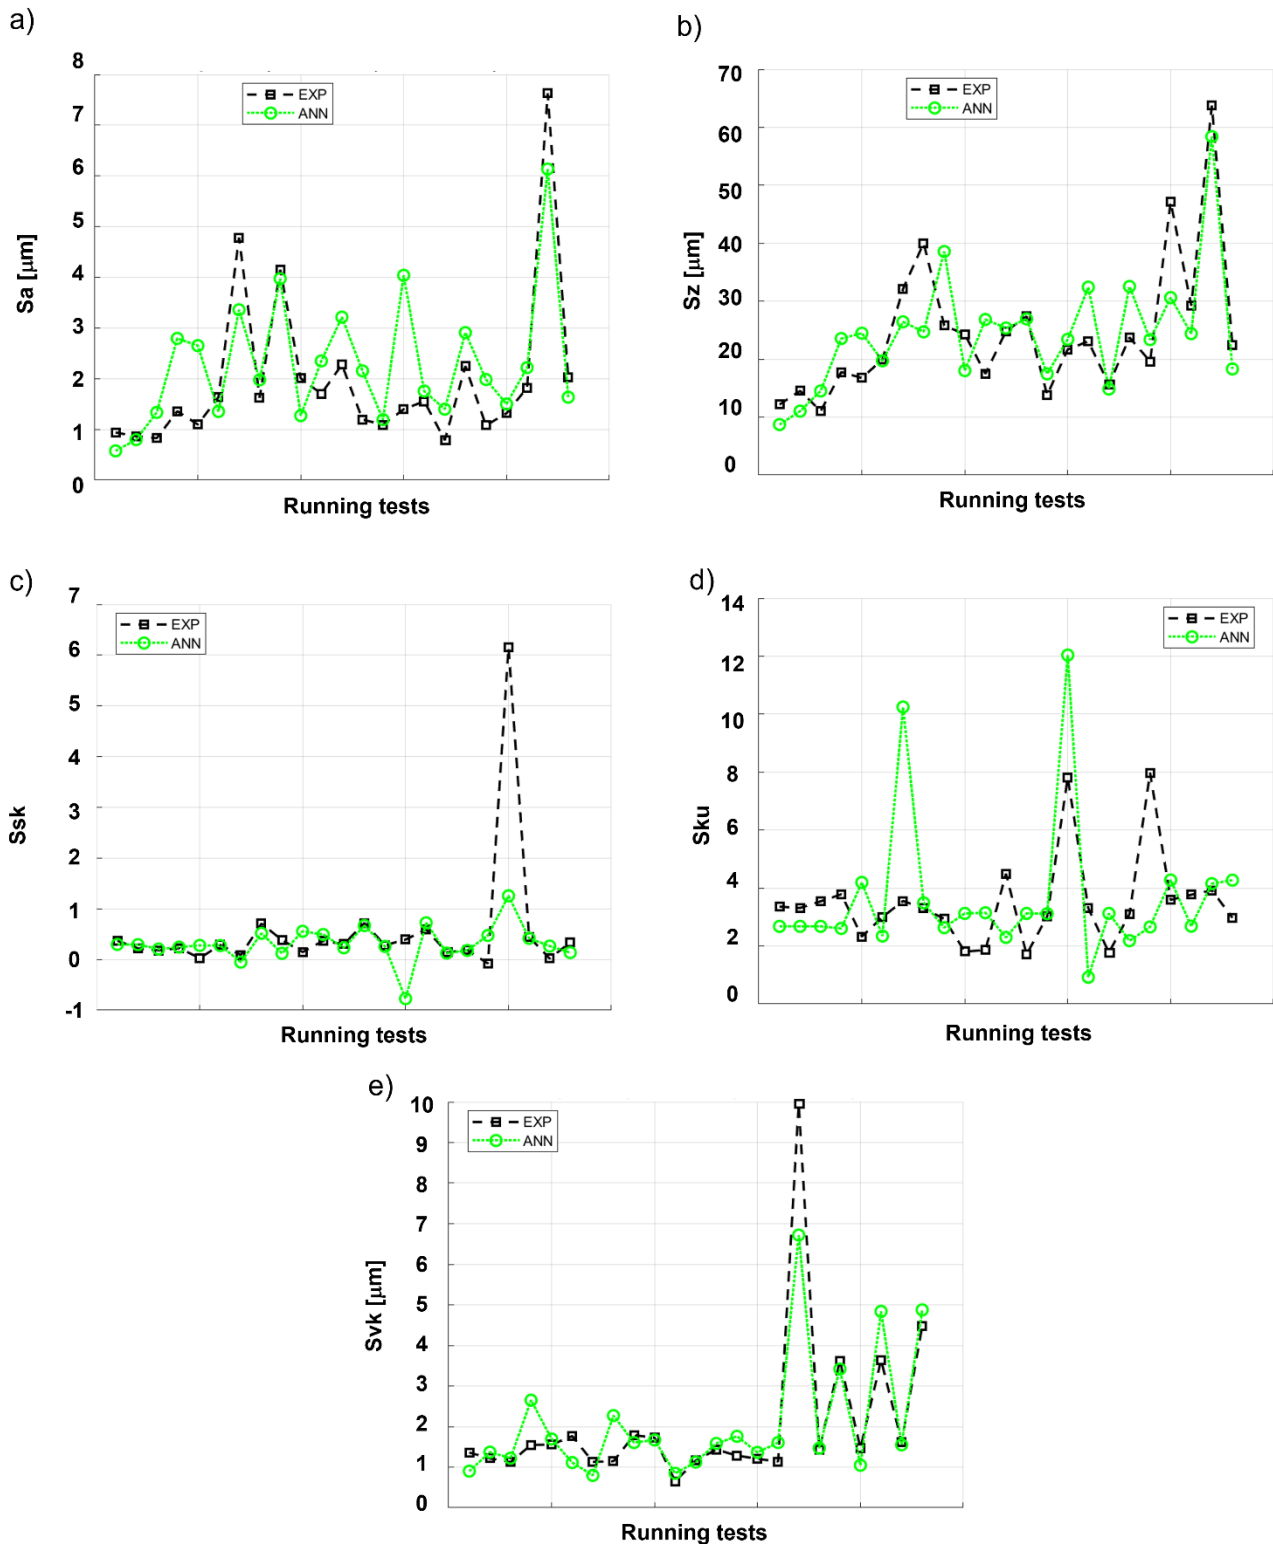 a)
8
7
6
5
4
3
2
1
0
EXP
ANN
Sa [μm]
Running tests
b)
70
60
50
40
30
20
10
0
EXP
ANN
Sz [μm]
Running tests
c)
7
6
5
4
3
2
1
0
-1
EXP
ANN
Ssk
Running tests
d)
14
12
10
8
6
4
2
0
EXP
ANN
Sku
Running tests
e)
10
9
8
7
6
5
4
3
2
1
0
EXP
ANN
Svk [μm]
Running tests